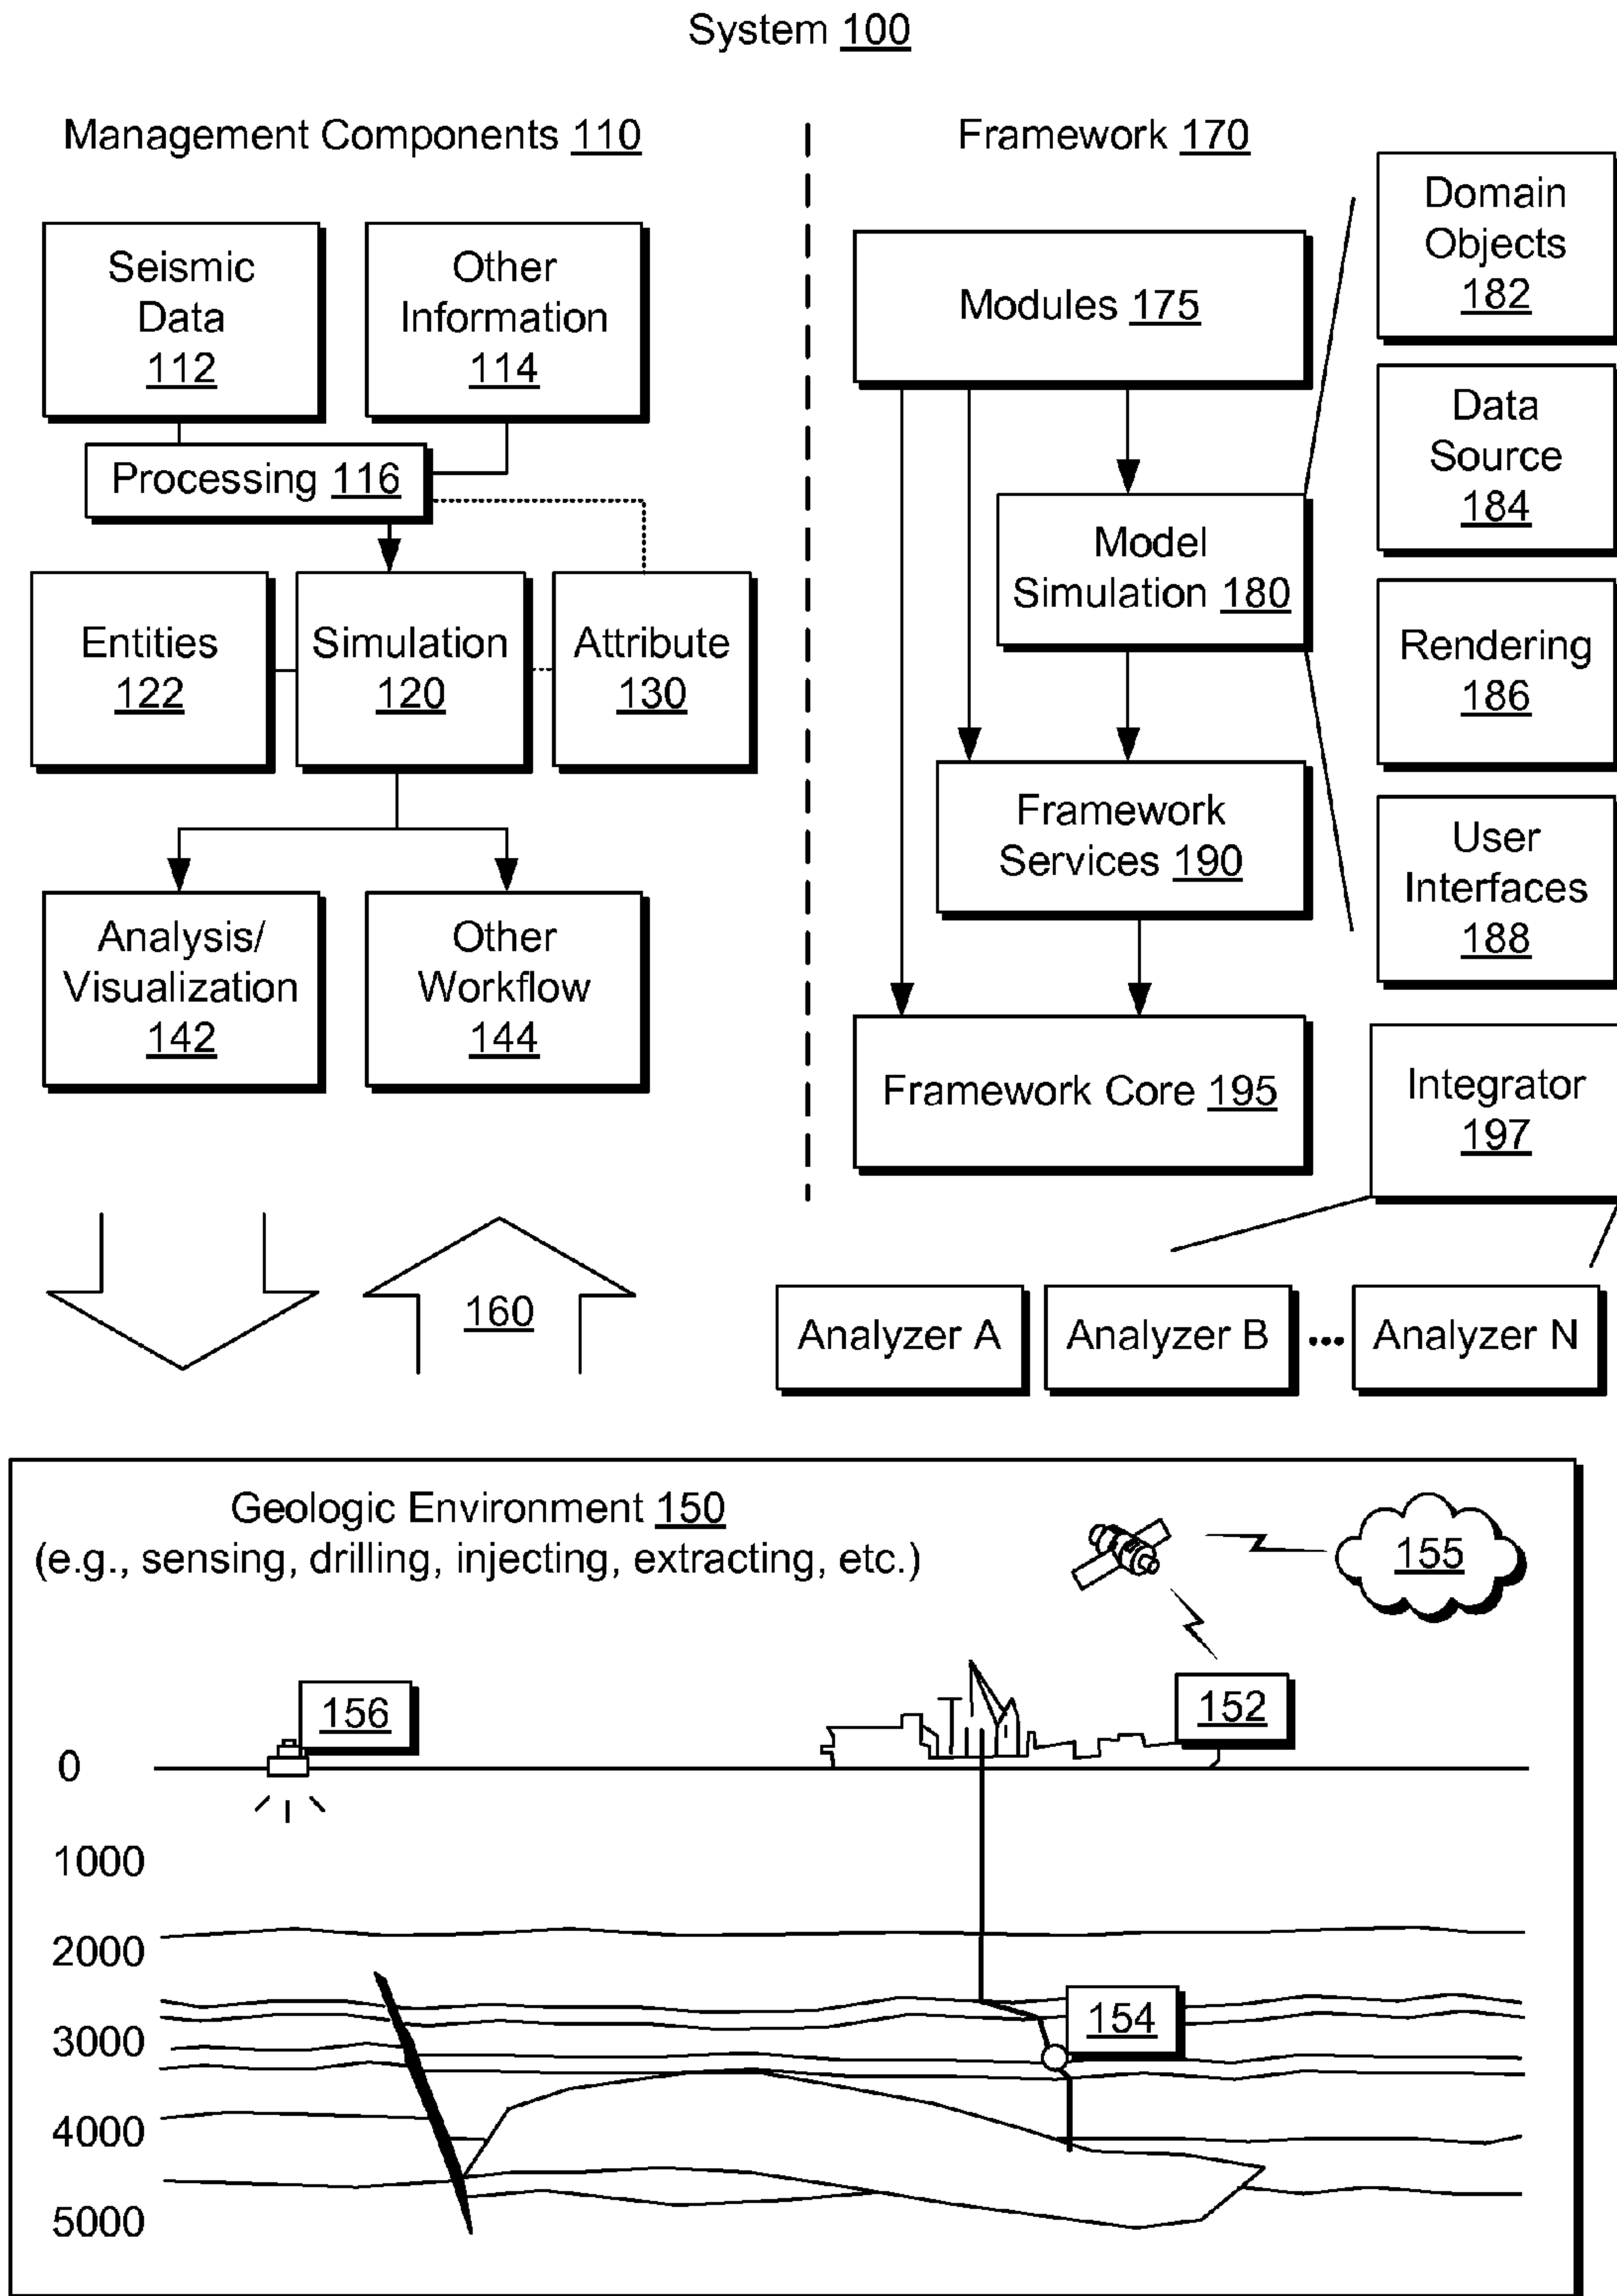 System 100
Management Components 110
Seismic
Data
112
Other
Information
114
Processing 116
Entities
122
Simulation
120
Attribute
130
Analysis/
Visualization
142
Other
Workflow
144
160
Framework 170
Modules 175
Model
Simulation 180
Framework
Services 190
Framework Core 195
Domain
Objects
182
Data
Source
184
Rendering
186
User
Interfaces
188
Integrator
197
Analyzer A
Analyzer B
...
Analyzer N
Geologic Environment 150
(e.g., sensing, drilling, injecting, extracting, etc.)
155
156
152
0
1000
2000
154
3000
4000
5000